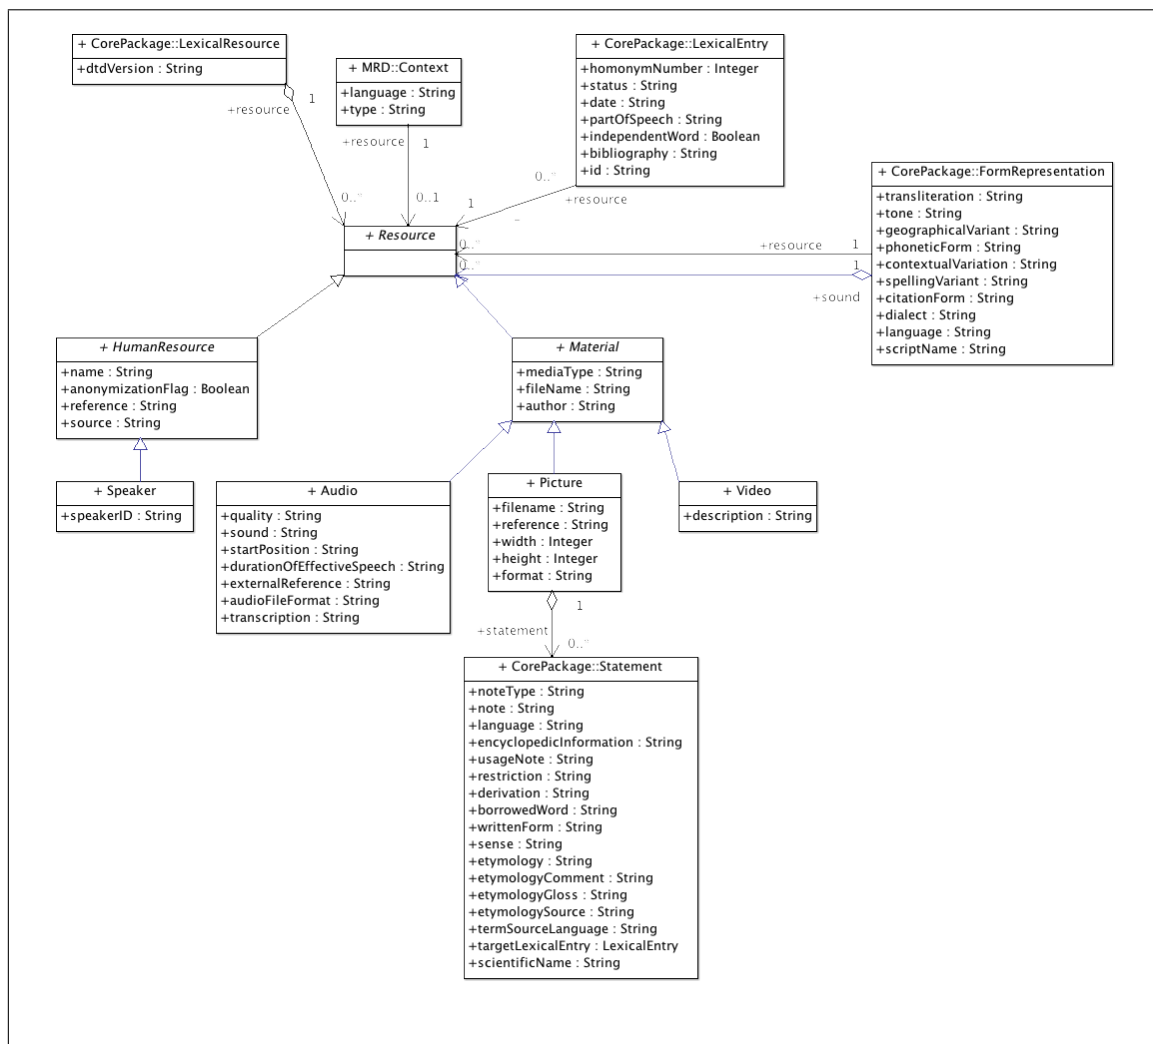 + CorePackage::LexicalResource
+dtdVersion : String
+ MRD::Context
+language : String
+type : String
+ CorePackage::LexicalEntry
+homonymNumber : Integer
+status : String
+date : String
+partOfSpeech : String
+independentWord : Boolean
+bibliography : String
+id : String
+ CorePackage::FormRepresentation
+transliteration : String
+tone : String
+geographicalVariant : String
+phoneticForm : String
+contextualVariation : String
+spellingVariant : String
+citationForm : String
+dialect : String
+language : String
+scriptName : String
1
+resource
0..*
+resource
1
0..1
0..*
+resource
1
+ Resource
0..*
+resource
1
0..*
1
+sound
+ HumanResource
+name : String
+anonymizationFlag : Boolean
+reference : String
+source : String
+ Material
+mediaType : String
+fileName : String
+author : String
+ Speaker
+speakerID : String
+ Audio
+quality : String
+sound : String
+startPosition : String
+durationOfEffectiveSpeech : String
+externalReference : String
+audioFileFormat : String
+transcription : String
+ Picture
+filename : String
+reference : String
+width : Integer
+height : Integer
+format : String
+ Video
+description : String
1
+statement
0..*
+ CorePackage::Statement
+noteType : String
+note : String
+language : String
+encyclopedicInformation : String
+usageNote : String
+restriction : String
+derivation : String
+borrowedWord : String
+writtenForm : String
+sense : String
+etymology : String
+etymologyComment : String
+etymologyGloss : String
+etymologySource : String
+termSourceLanguage : String
+targetLexicalEntry : LexicalEntry
+scientificName : String